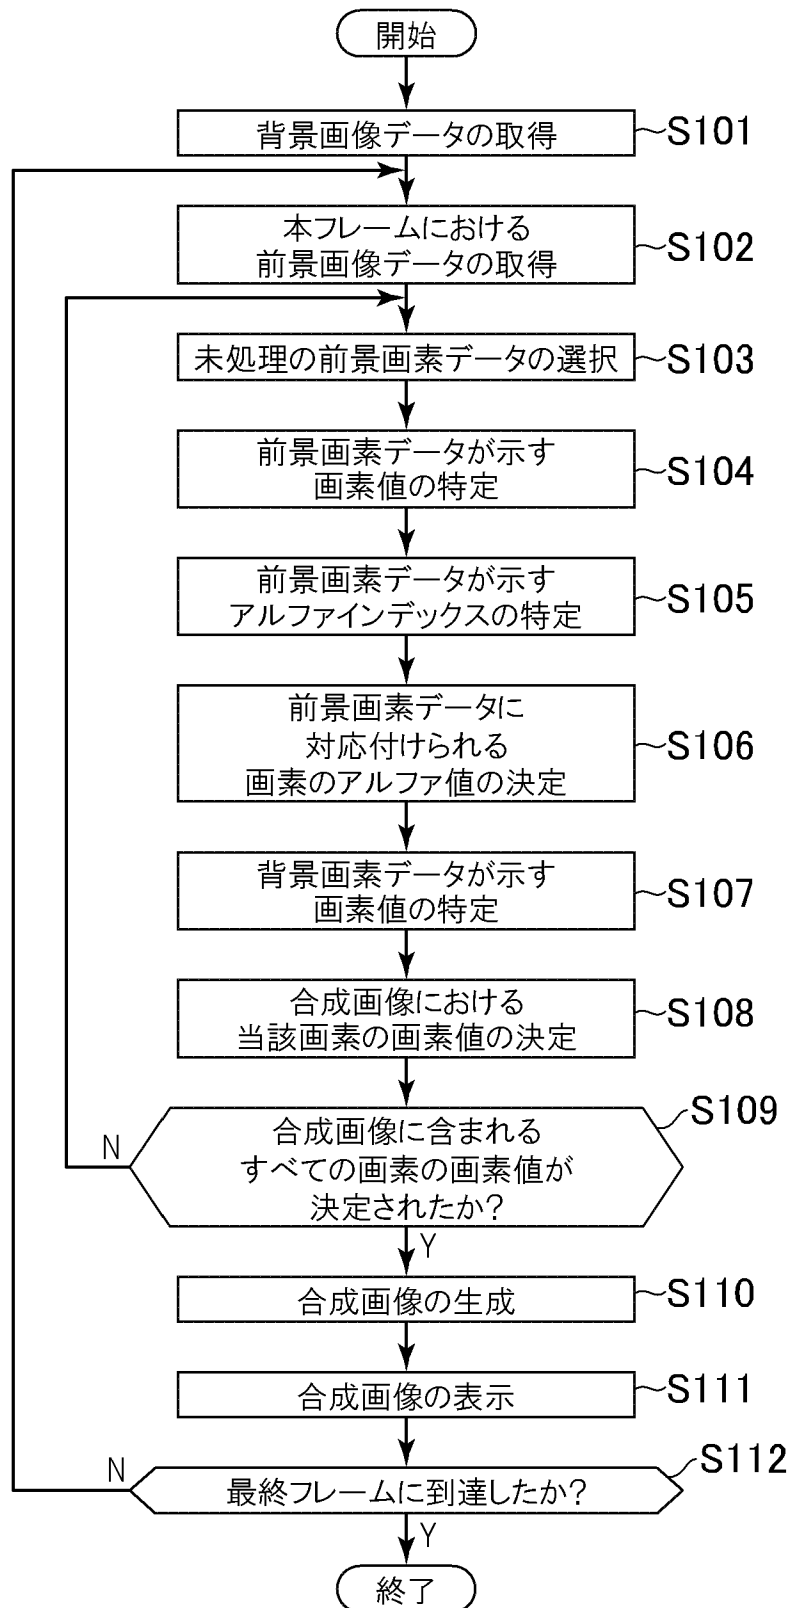 開始
背景画像データの取得
S101
本フレームにおける
前景画像データの取得
S102
未処理の前景画素データの選択
S103
前景画素データが示す
画素値の特定
S104
前景画素データが示す
アルファインデックスの特定
S105
前景画素データに
対応付けられる
画素のアルファ値の決定
S106
背景画素データが示す
画素値の特定
S107
合成画像における
当該画素の画素値の決定
S108
合成画像に含まれる
すべての画素の画素値が
決定されたか?
S109
N
Y
合成画像の生成
S110
合成画像の表示
S111
最終フレームに到達したか?
S112
N
Y
終了